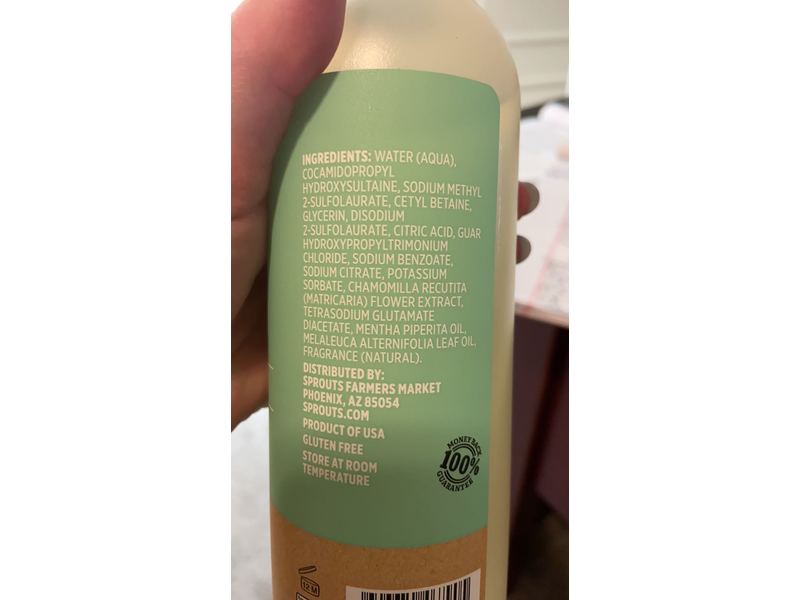 INGREDIENTS: WATER (AQUA),
COCAMIDOPROPYL
HYDROXYSULTAINE, SODIUM METHYL
2-SULFOLAURATE, CETYL BETAINE,
GLYCERIN, DISODIUM
2-SULFOLAURATE, CITRIC ACID, GUAR
HYDROXYPROPYLTRIMONIUM
CHLORIDE, SODIUM BENZOATE,
SODIUM CITRATE, POTASSIUM
SORBATE, CHAMOMILLA RECUTITA
(MATRICARIA) FLOWER EXTRACT,
TETRASODIUM GLUTAMATE
DIACETATE, MENTHA PIPERITA OIL,
MELALEUCA ALTERNIFOLIA LEAF OIL,
FRAGRANCE (NATURAL).
DISTRIBUTED BY:
SPROUTS FARMERS MARKET
PHOENIX, AZ 85054
SPROUTS.COM
PRODUCT OF USA
GLUTEN FREE
STORE AT ROOM
TEMPERATURE
MONEY BACK
100%
GUARANTEE
12 M